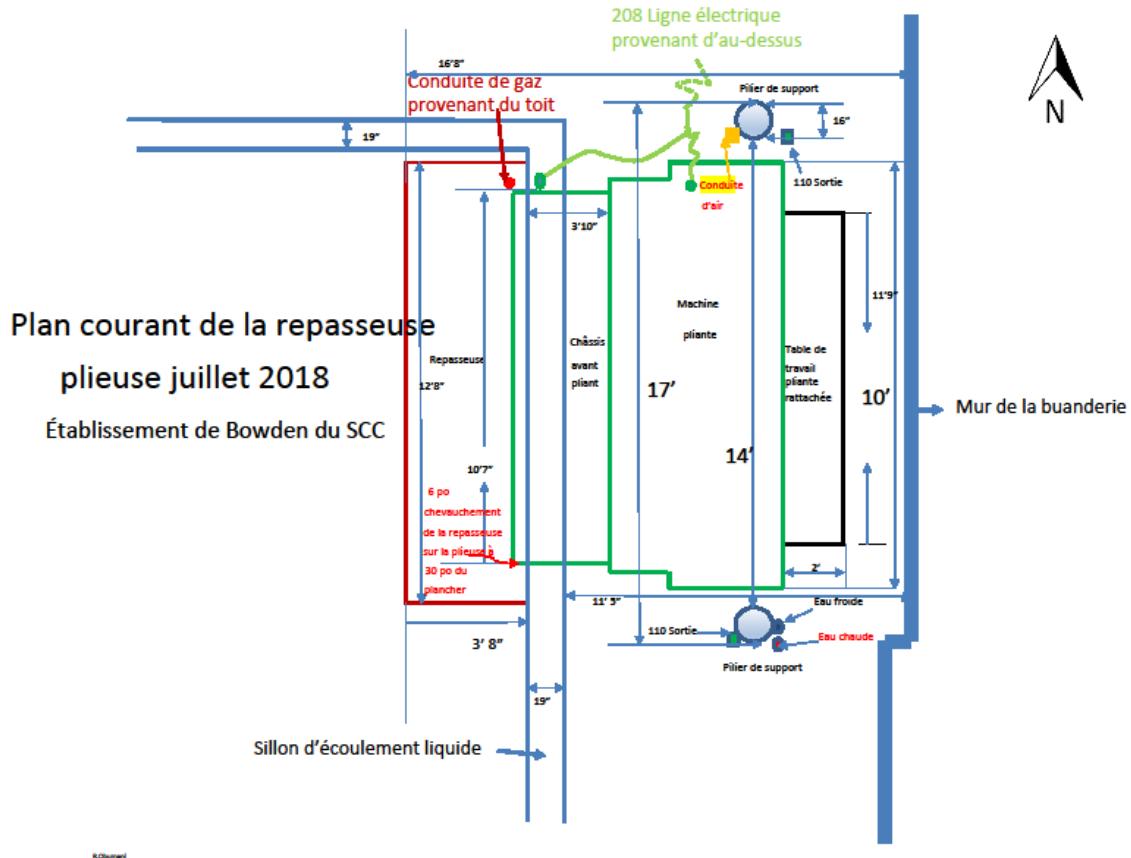 208 Ligne électrique
provenant d'au-dessus
16'8"
Conduite de gaz
provenant du toit
Pilier de support
N
19"
16"
110 Sortie
Conduite
d'air
3'10"
11'9"
Plan courant de la repasseuse
plieuse juillet 2018
Établissement de Bowden du SCC
Repasseuse
12'8"
Châssis
avant
pliant
Machine
pliante
Table de
travail
pliante
rattachée
17'
10'
14'
Mur de la buanderie
10'7"
6 po
chevauchement
de la repasseuse
sur la plieuse à
30 po du
plancher
2'
11' 5"
Eau froide
3' 8"
110 Sortie
Eau chaude
Pilier de support
19"
Sillon d'écoulement liquide